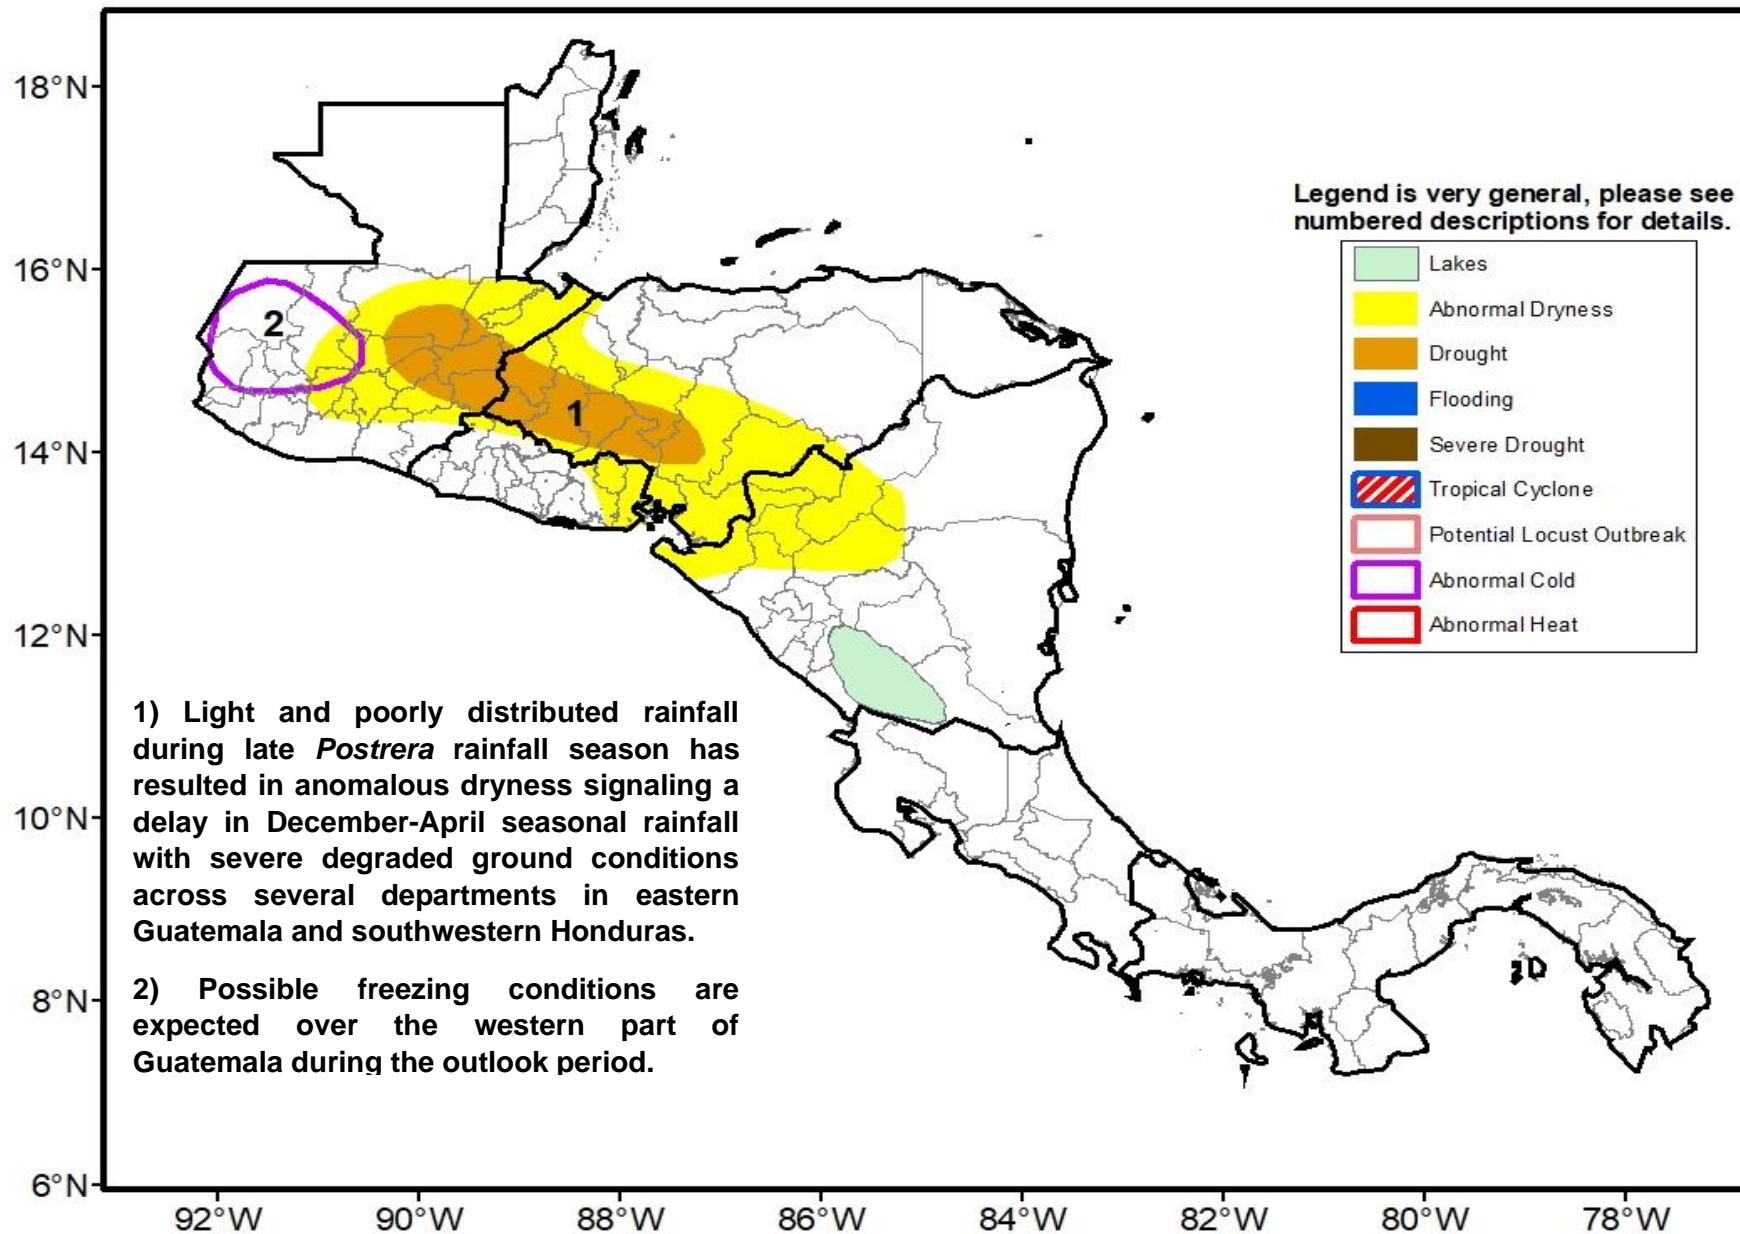 18°N
16°N
14°N
12°N
10°N
8°N
6°N
92°W
90°W
88°W
86°W
84°W
82°W
80°W
78°W
2
1
Legend is very general, please see
numbered descriptions for details.
Lakes
Abnormal Dryness
Drought
Flooding
Severe Drought
Tropical Cyclone
Potential Locust Outbreak
Abnormal Cold
Abnormal Heat
1) Light and poorly distributed rainfall
during late Postrera rainfall season has
resulted in anomalous dryness signaling a
delay in December-April seasonal rainfall
with severe degraded ground conditions
across several departments in eastern
Guatemala and southwestern Honduras.
2) Possible freezing conditions are
expected over the western part of
Guatemala during the outlook period.